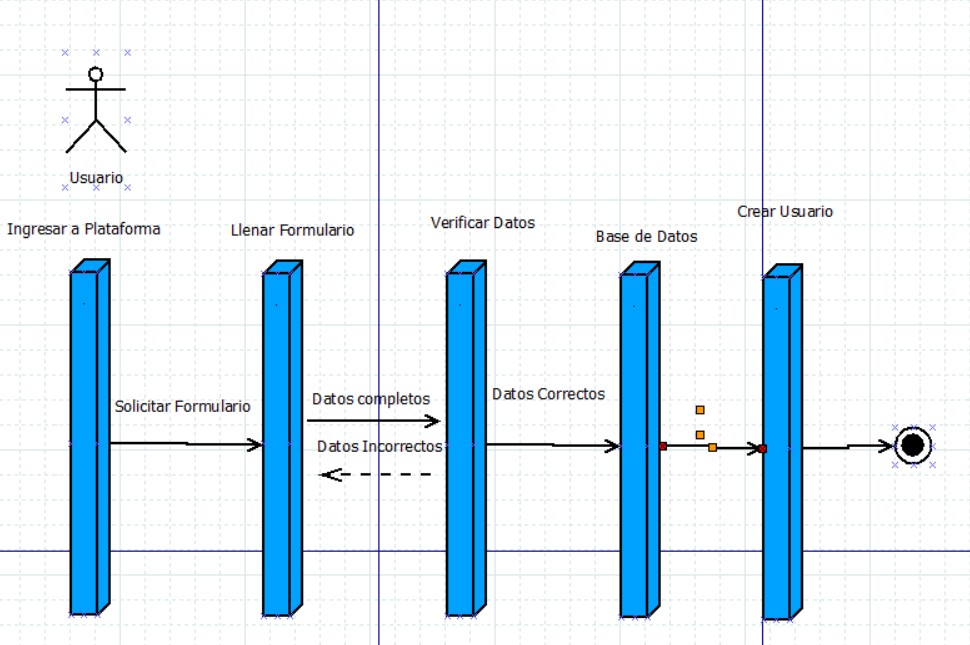 Usuario
Ingresar a Plataforma
Llenar Formulario
Verificar Datos
Base de Datos
Crear Usuario
Solicitar Formulario
Datos completos
Datos Incorrectos
Datos Correctos